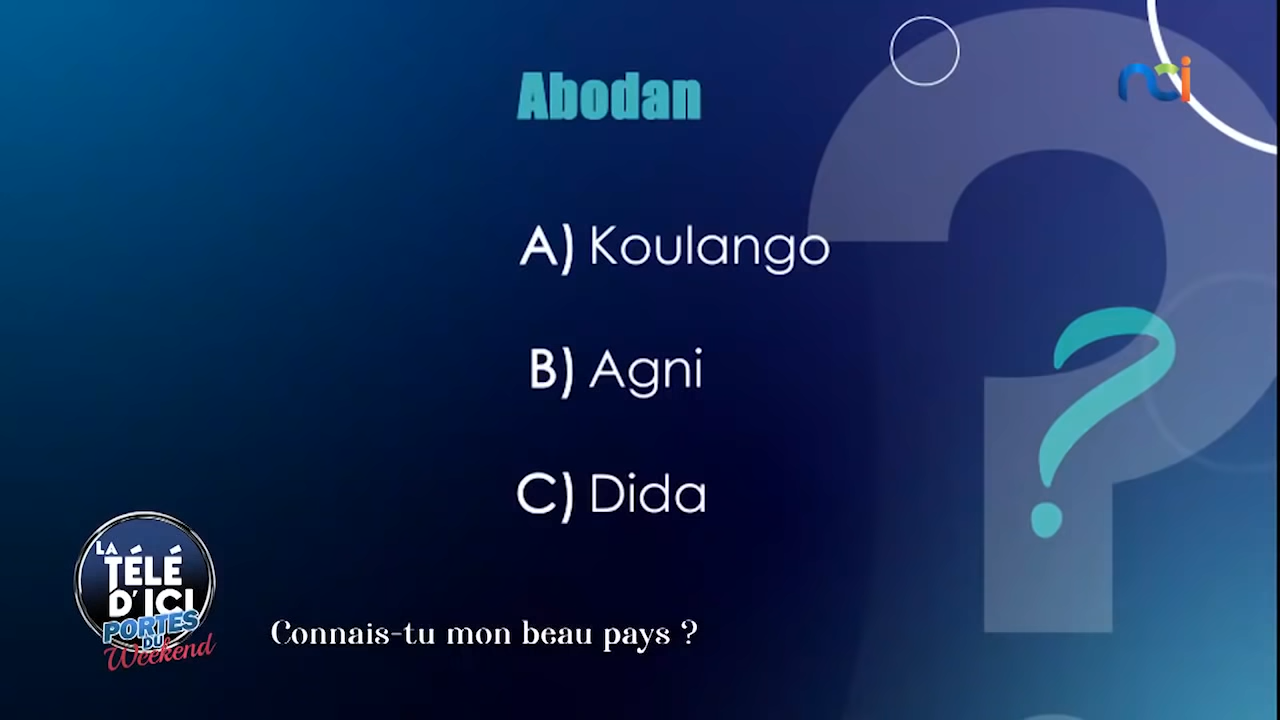 nci
Abodan
A) Koulango
B) Agni
C) Dida
LA
TÉLÉ
D'ICI
PORTES
DU
Weekend
Connais-tu mon beau pays ?